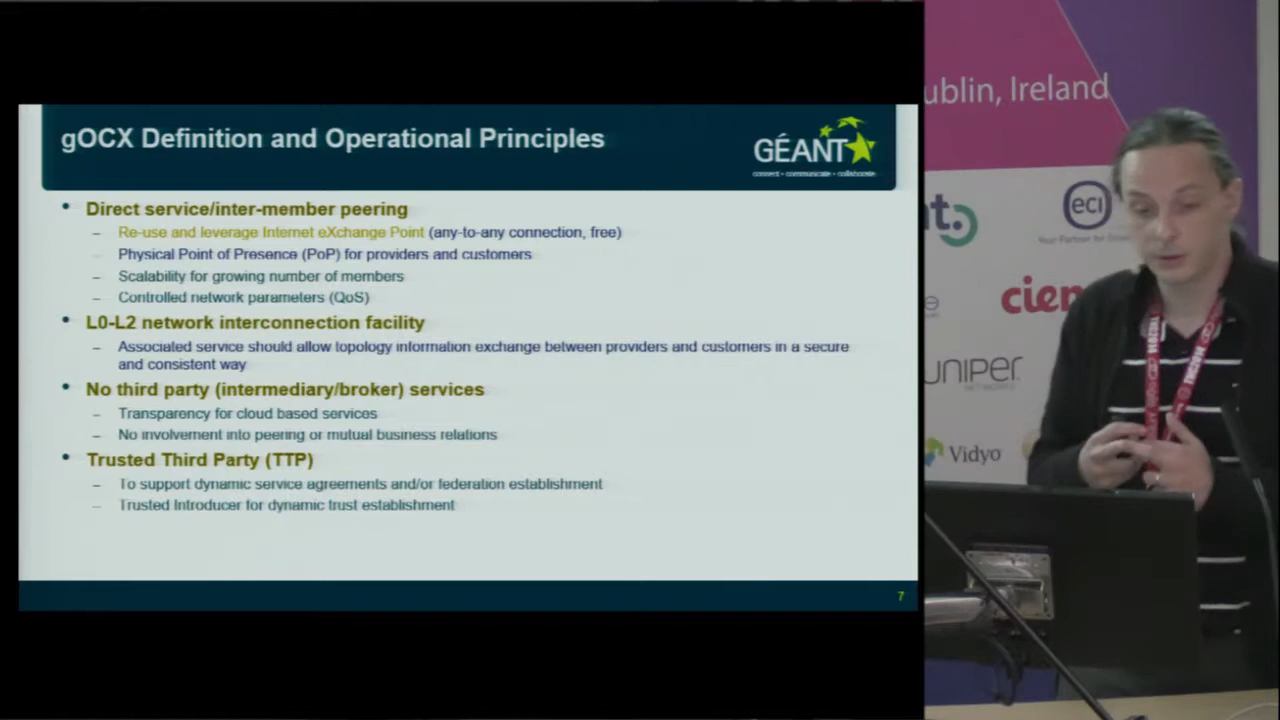 gOCX Definition and Operational Principles
GÉANT
connect • communicate • collaborate
• Direct service/inter-member peering
– Re-use and leverage Internet eXchange Point (any-to-any connection, free)
– Physical Point of Presence (PoP) for providers and customers
– Scalability for growing number of members
– Controlled network parameters (QoS)
• L0-L2 network interconnection facility
– Associated service should allow topology information exchange between providers and customers in a secure
and consistent way
• No third party (intermediary/broker) services
– Transparency for cloud based services
– No involvement into peering or mutual business relations
• Trusted Third Party (TTP)
– To support dynamic service agreements and/or federation establishment
– Trusted Introducer for dynamic trust establishment
7
ublin, Ireland
nt.
eci
Your Partner for
cien
uniper
NETWORKS
Vidyo